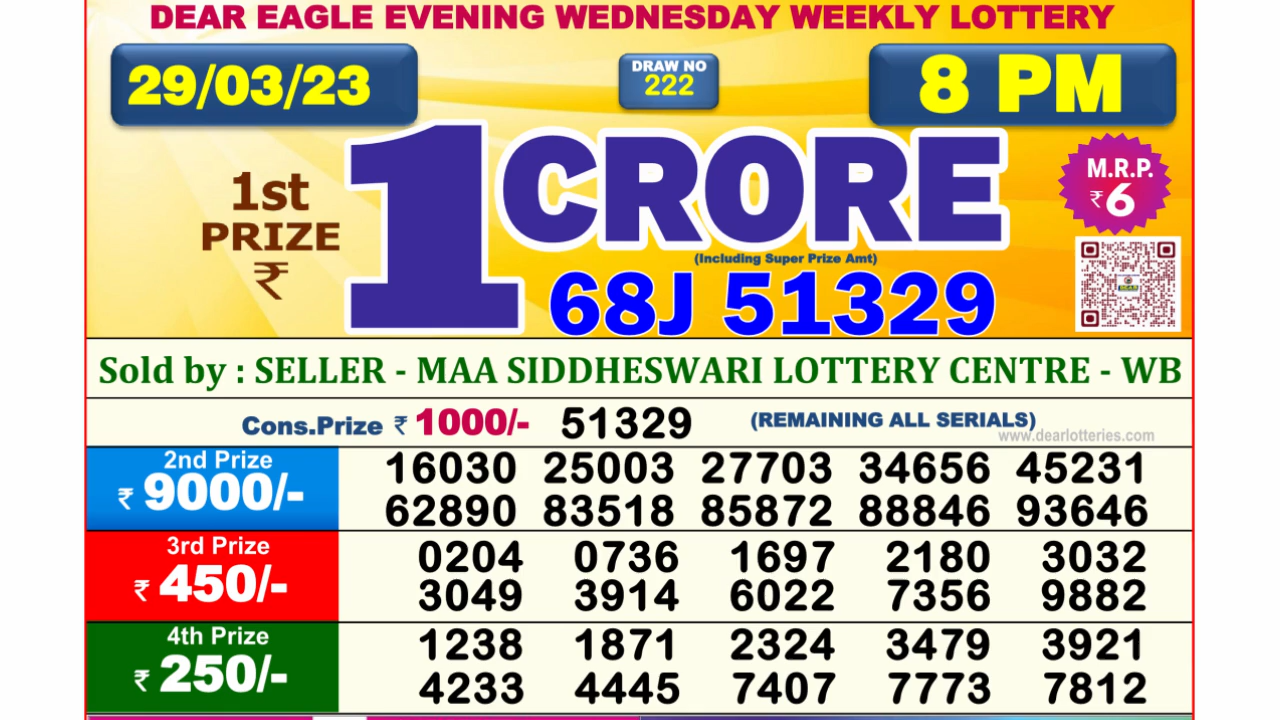 DEAR EAGLE EVENING WEDNESDAY WEEKLY LOTTERY
29/03/23
DRAW NO
222
8 PM
1st
PRIZE
₹
1 CRORE
(Including Super Prize Amt)
68J 51329
M.R.P.
₹6
Sold by : SELLER - MAA SIDDHESWARI LOTTERY CENTRE - WB
Cons.Prize ₹ 1000/- 51329 (REMAINING ALL SERIALS)
www.dearlotteries.com
2nd Prize
₹ 9000/-
16030 25003 27703 34656 45231
62890 83518 85872 88846 93646
3rd Prize
₹ 450/-
0204 0736 1697 2180 3032
3049 3914 6022 7356 9882
4th Prize
₹ 250/-
1238 1871 2324 3479 3921
4233 4445 7407 7773 7812